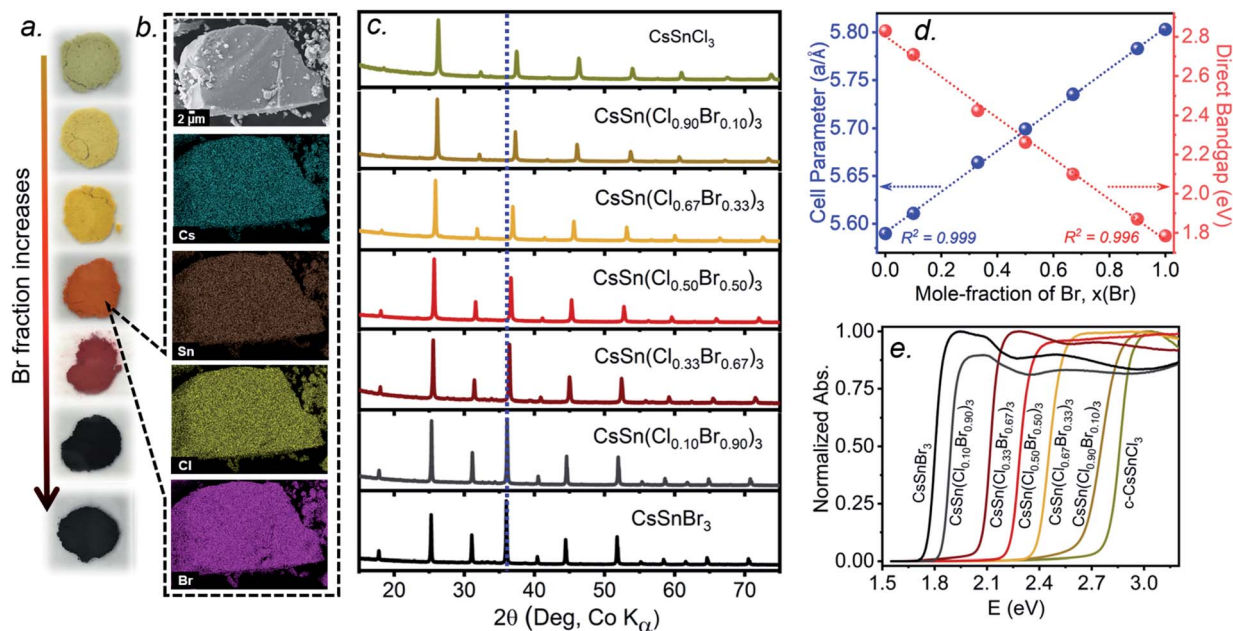 a.
Br fraction increases
b.
2 µm
Cs
Sn
Cl
Br
c.
CsSnCl3
CsSn(Cl0.90Br0.10)3
CsSn(Cl0.67Br0.33)3
CsSn(Cl0.50Br0.50)3
CsSn(Cl0.33Br0.67)3
CsSn(Cl0.10Br0.90)3
CsSnBr3
15 25 35 45 55 65 75
2θ (Deg, Co Kα)
d.
Cell Parameter (a/Å)
5.80
5.75
5.70
5.65
5.60
R2 = 0.999
R2 = 0.996
2.8
2.6
2.4
2.2
2.0
1.8
Direct Bandgap (eV)
0.0 0.2 0.4 0.6 0.8 1.0
Mole-fraction of Br, x(Br)
e.
Normalized Abs.
1.00
0.75
0.50
0.25
0.00
CsSnBr3
CsSn(Cl0.10Br0.90)3
CsSn(Cl0.33Br0.67)3
CsSn(Cl0.50Br0.50)3
CsSn(Cl0.67Br0.33)3
CsSn(Cl0.90Br0.10)3
c-CsSnCl3
1.5 1.8 2.1 2.4 2.7 3.0
E (eV)